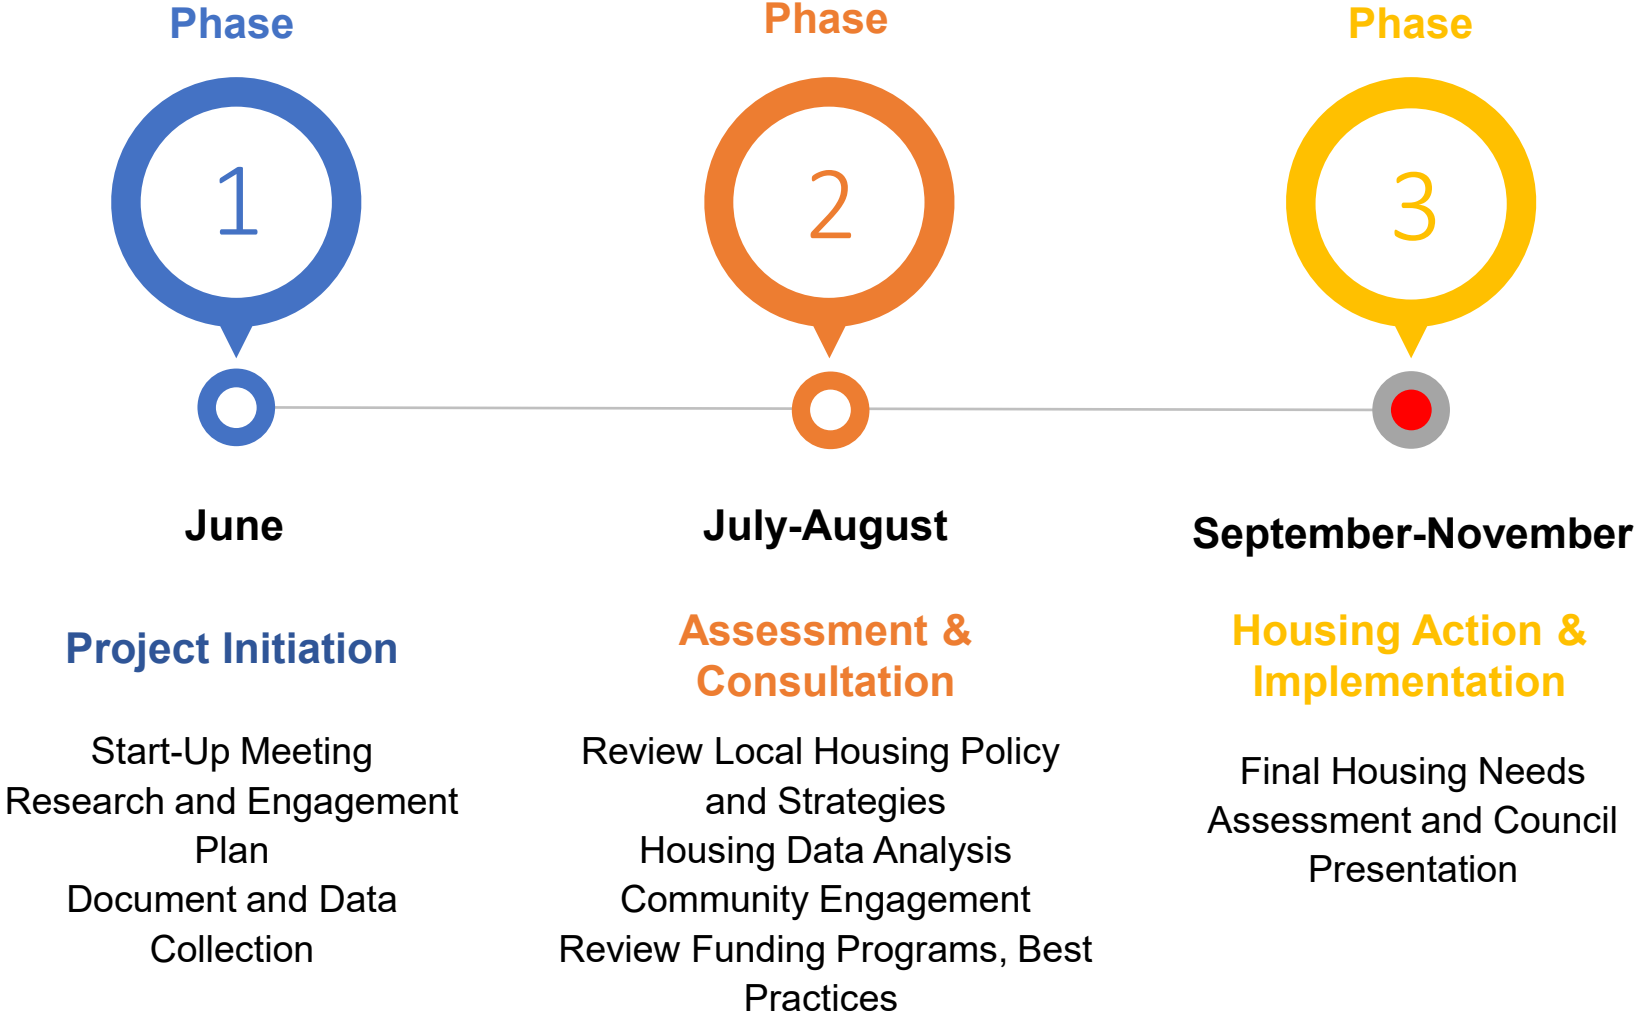 Phase
1
June
Project Initiation
Start-Up Meeting
Research and Engagement
Plan
Document and Data
Collection
Phase
2
July-August
Assessment &
Consultation
Review Local Housing Policy
and Strategies
Housing Data Analysis
Community Engagement
Review Funding Programs, Best
Practices
Phase
3
September-November
Housing Action &
Implementation
Final Housing Needs
Assessment and Council
Presentation